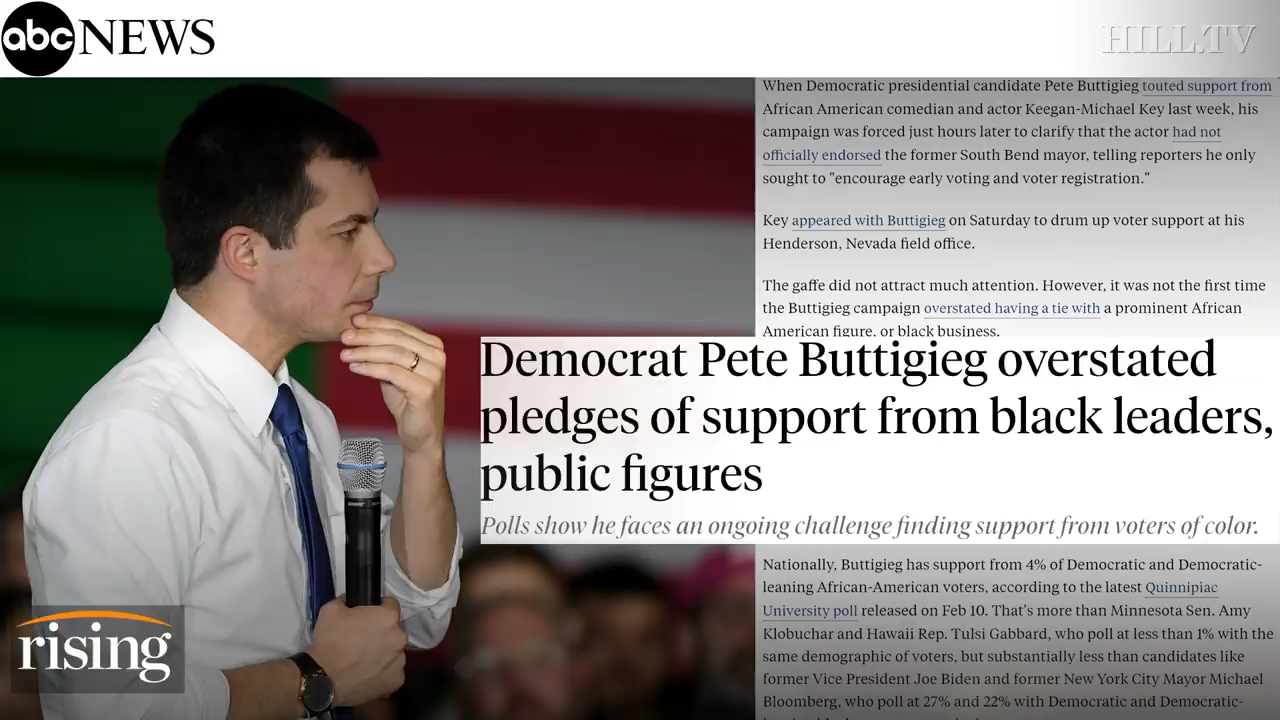 abc NEWS
HILL.TV
When Democratic presidential candidate Pete Buttigieg touted support from
African American comedian and actor Keegan-Michael Key last week, his
campaign was forced just hours later to clarify that the actor had not
officially endorsed the former South Bend mayor, telling reporters he only
sought to "encourage early voting and voter registration."
Key appeared with Buttigieg on Saturday to drum up voter support at his
Henderson, Nevada field office.
The gaffe did not attract much attention. However, it was not the first time
the Buttigieg campaign overstated having a tie with a prominent African
American figure, or black business.
Democrat Pete Buttigieg overstated
pledges of support from black leaders,
public figures
Polls show he faces an ongoing challenge finding support from voters of color.
Nationally, Buttigieg has support from 4% of Democratic and Democratic-
leaning African-American voters, according to the latest Quinnipiac
University poll released on Feb 10. That's more than Minnesota Sen. Amy
Klobuchar and Hawaii Rep. Tulsi Gabbard, who poll at less than 1% with the
same demographic of voters, but substantially less than candidates like
former Vice President Joe Biden and former New York City Mayor Michael
Bloomberg, who poll at 27% and 22% with Democratic and Democratic-
rising